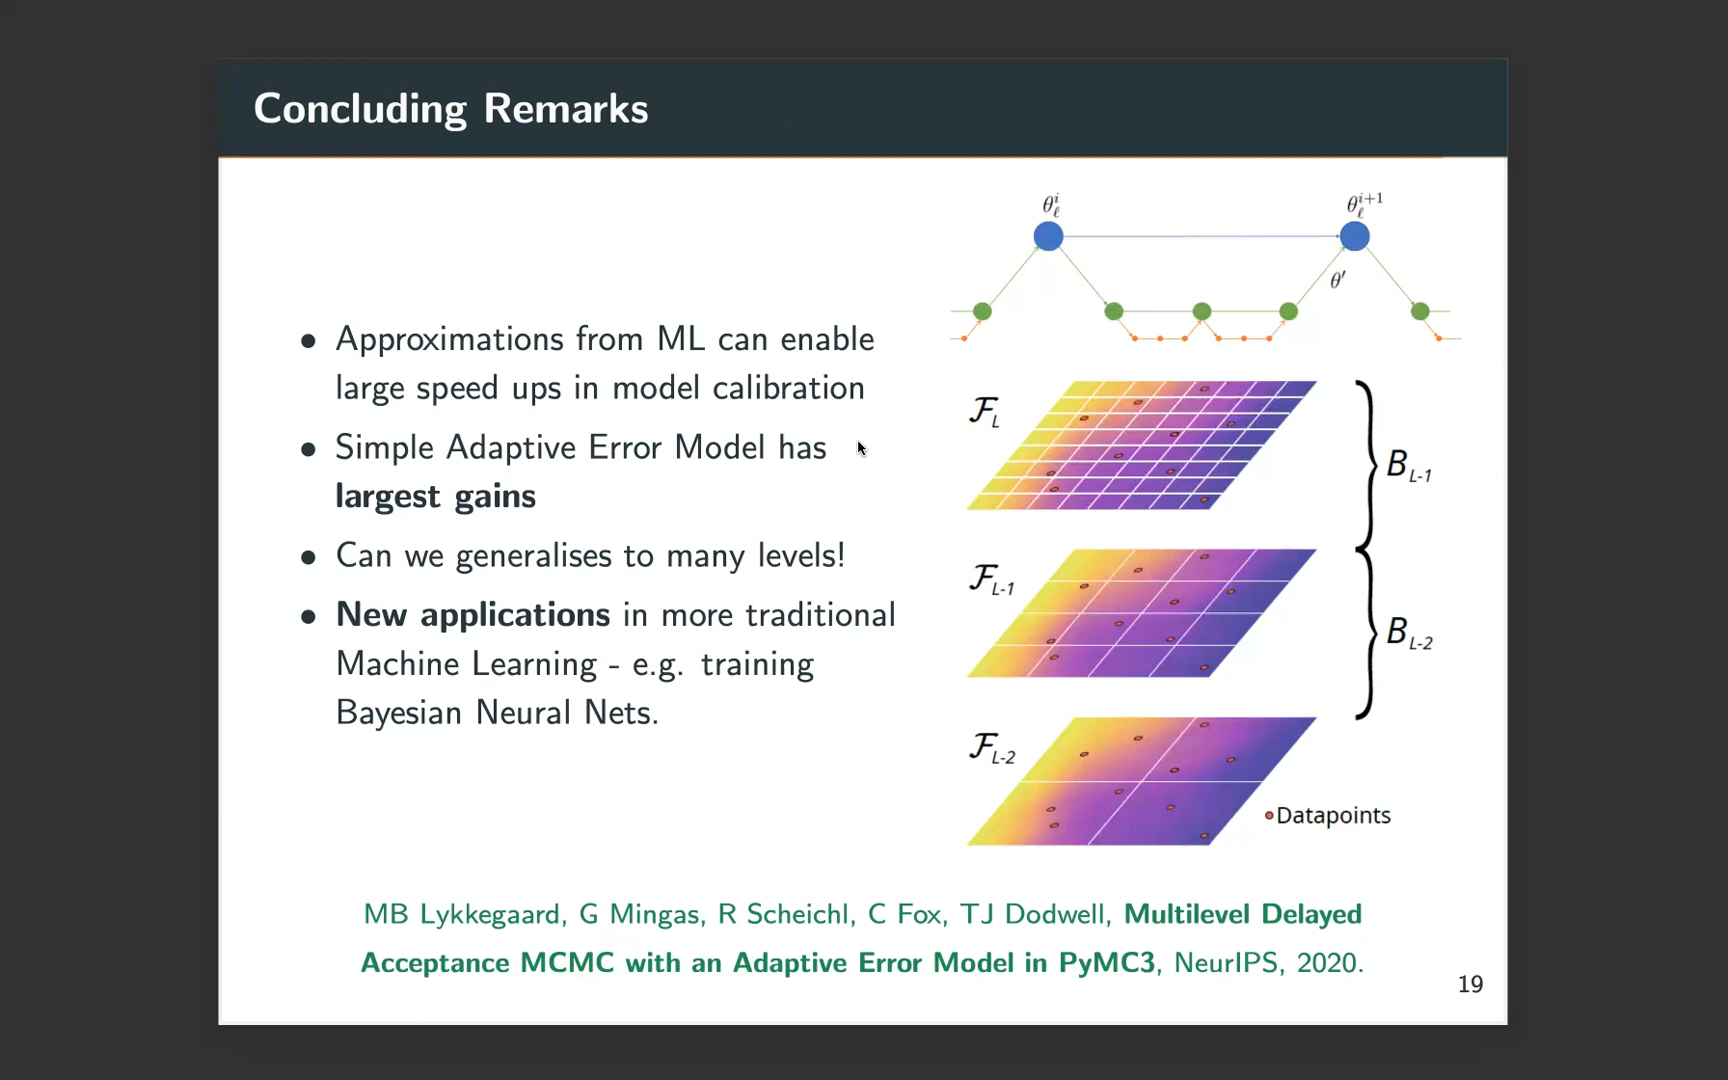 Concluding Remarks
• Approximations from ML can enable
large speed ups in model calibration
• Simple Adaptive Error Model has
largest gains
• Can we generalises to many levels!
• New applications in more traditional
Machine Learning - e.g. training
Bayesian Neural Nets.
θ_ℓ^i
θ_ℓ^{i+1}
θ′
ℱ_L
B_{L-1}
ℱ_{L-1}
B_{L-2}
ℱ_{L-2}
Datapoints
MB Lykkegaard, G Mingas, R Scheichl, C Fox, TJ Dodwell, Multilevel Delayed
Acceptance MCMC with an Adaptive Error Model in PyMC3, NeurIPS, 2020.
19